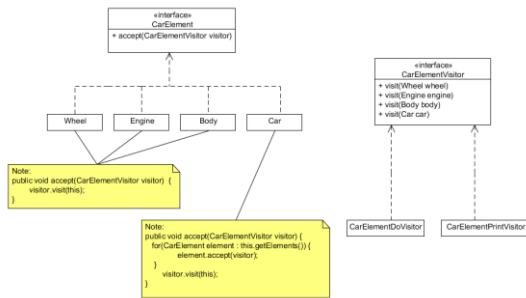 «interface»
CarElement
+ accept(CarElementVisitor visitor)
Wheel
Engine
Body
Car
Note:
public void accept(CarElementVisitor visitor) {
visitor.visit(this);
}
Note:
public void accept(CarElementVisitor visitor) {
for(CarElement element : this.getElements()) {
element.accept(visitor);
}
visitor.visit(this);
}
«interface»
CarElementVisitor
+ visit(Wheel wheel)
+ visit(Engine engine)
+ visit(Body body)
+ visit(Car car)
CarElementDoVisitor
CarElementPrintVisitor